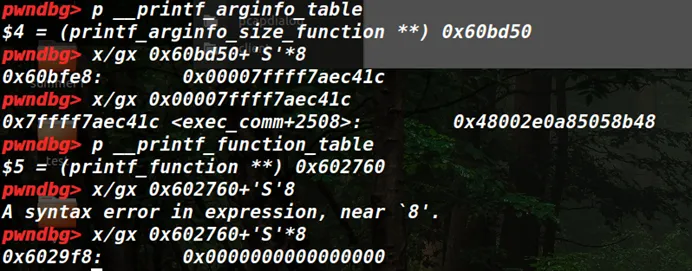 pwndbg> p __printf_arginfo_table
$4 = (printf_arginfo_size_function **) 0x60bd50
pwndbg> x/gx 0x60bd50+'S'*8
0x60bfe8:       0x00007ffff7aec41c
pwndbg> x/gx 0x00007ffff7aec41c
0x7ffff7aec41c <exec_comm+2508>:        0x48002e0a85058b48
pwndbg> p __printf_function_table
$5 = (printf_function **) 0x602760
pwndbg> x/gx 0x602760+'S'8
A syntax error in expression, near `8'.
pwndbg> x/gx 0x602760+'S'*8
0x6029f8:       0x0000000000000000